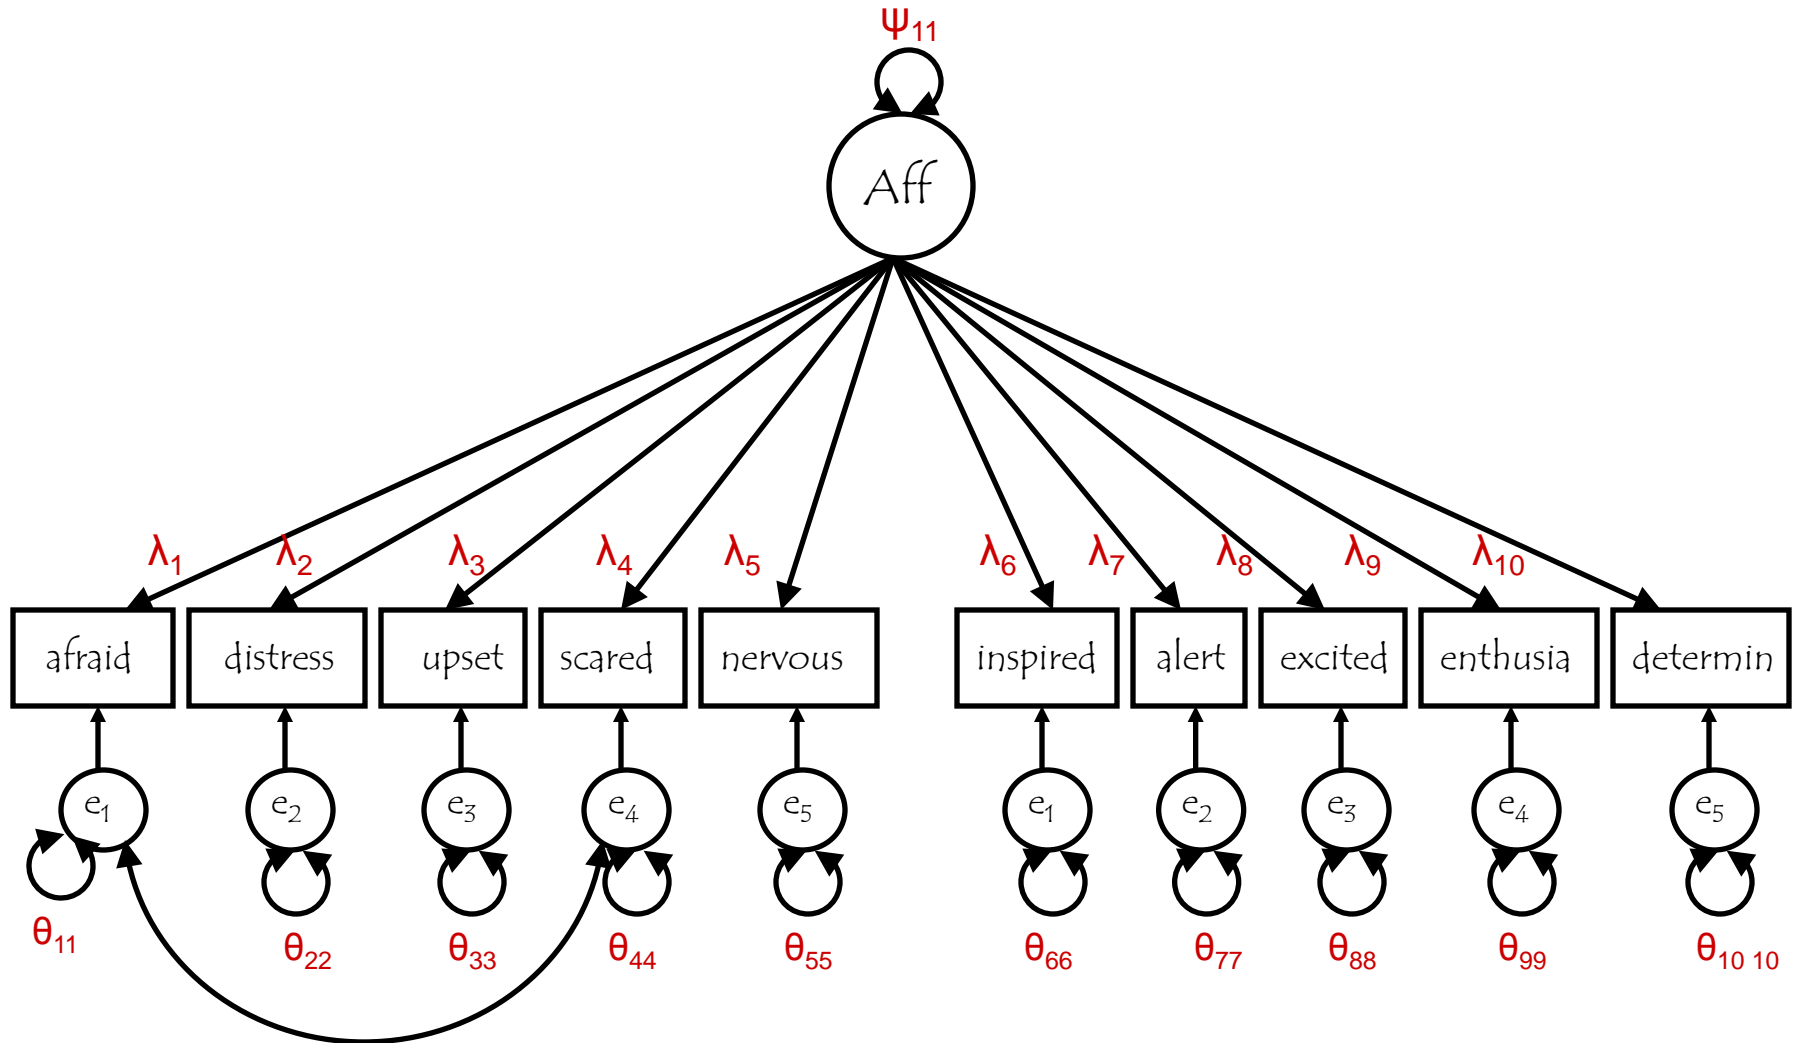 Ψ11
Aff
λ1 λ2 λ3 λ4 λ5 λ6 λ7 λ8 λ9 λ10
afraid distress upset scared nervous inspired alert excited enthusia determin
e1 e2 e3 e4 e5 e1 e2 e3 e4 e5
θ11 θ22 θ33 θ44 θ55 θ66 θ77 θ88 θ99 θ10 10